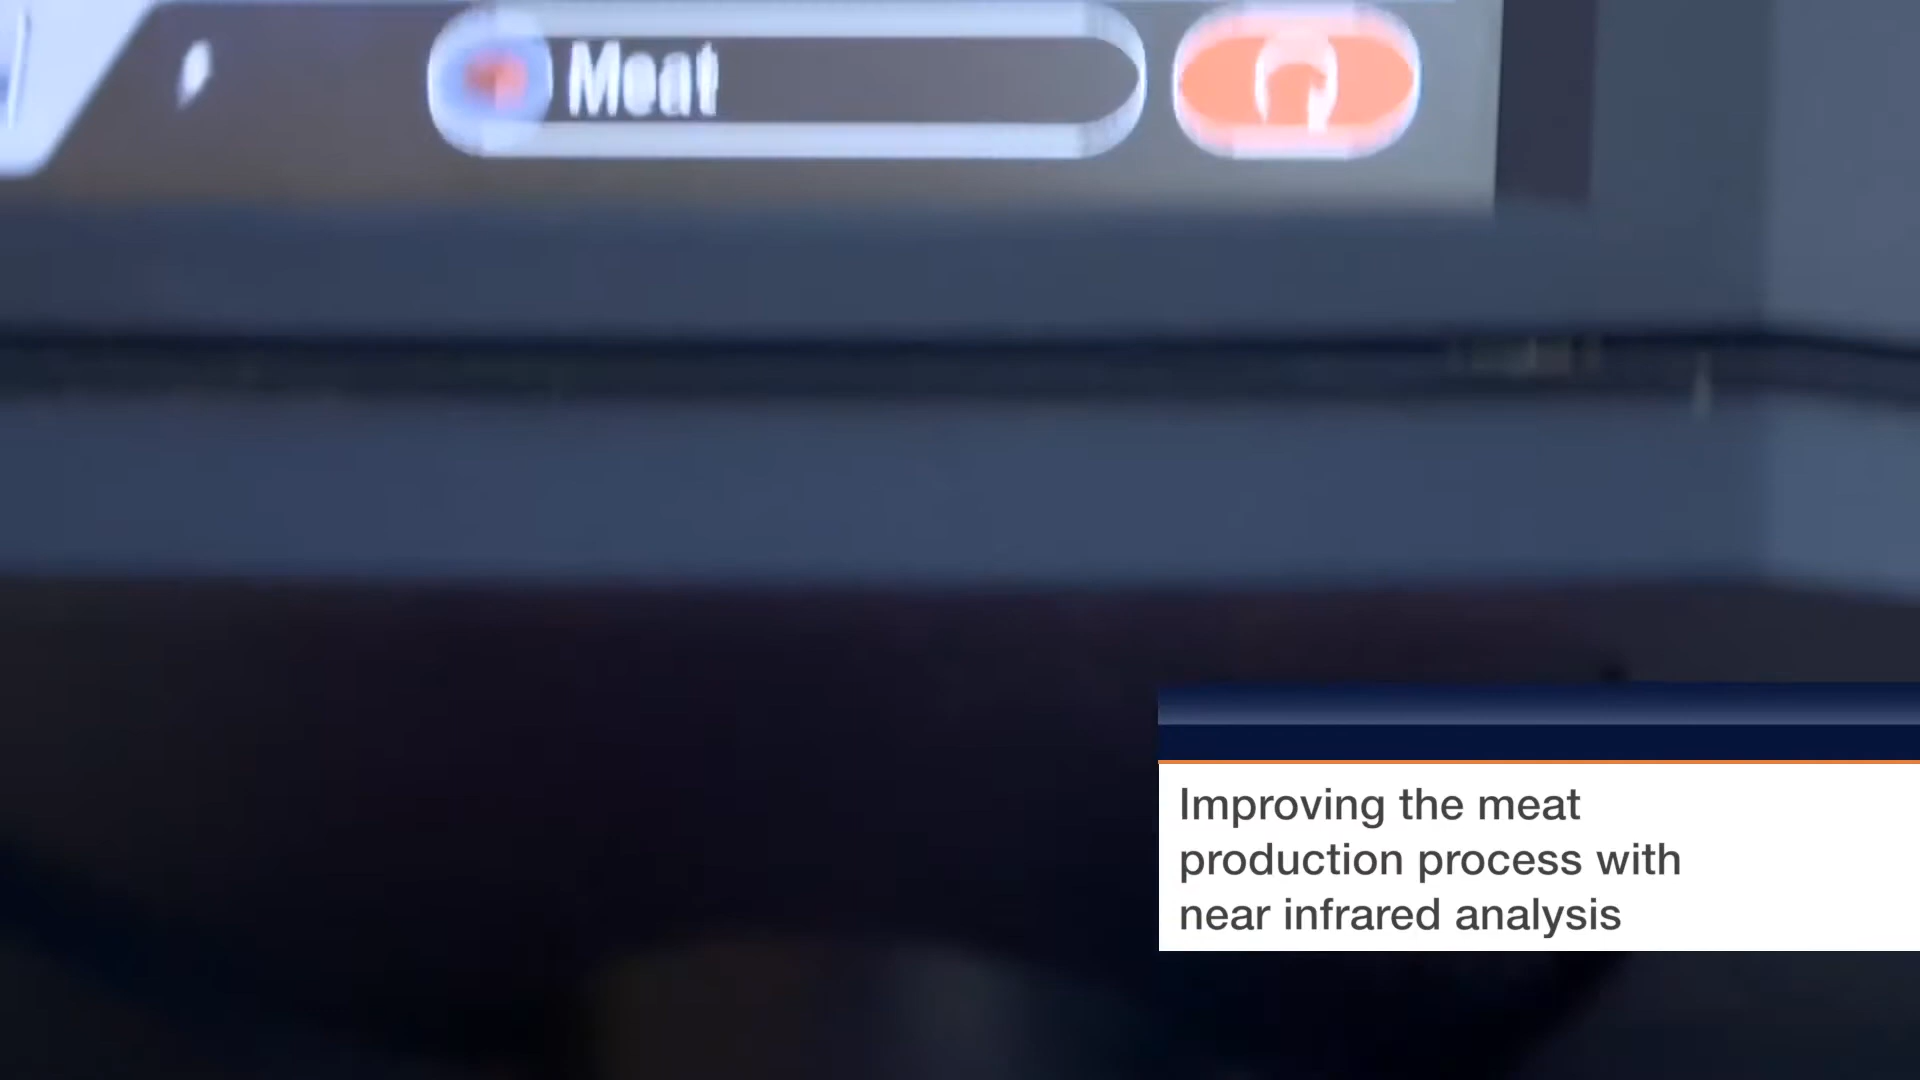 Meat
Improving the meat
production process with
near infrared analysis